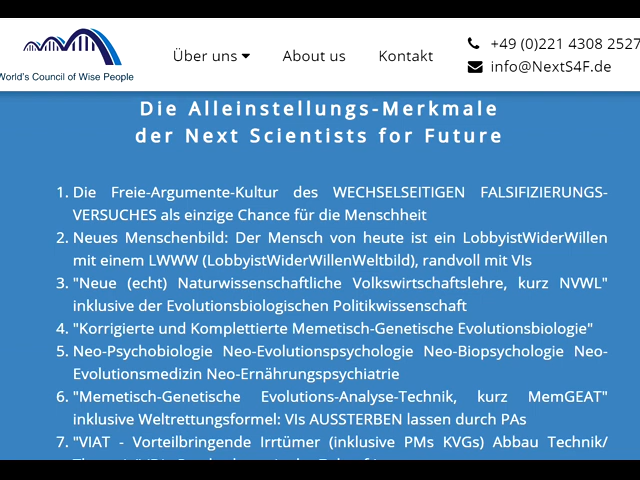 World's Council of Wise People
Über uns
About us
Kontakt
+49 (0)221 4308 2527
info@NextS4F.de
Die Alleinstellungs-Merkmale
der Next Scientists for Future
1. Die Freie-Argumente-Kultur des WECHSELSEITIGEN FALSIFIZIERUNGS-
VERSUCHES als einzige Chance für die Menschheit
2. Neues Menschenbild: Der Mensch von heute ist ein LobbyistWiderWillen
mit einem LWWW (LobbyistWiderWillenWeltbild), randvoll mit VIs
3. "Neue (echt) Naturwissenschaftliche Volkswirtschaftslehre, kurz NVWL"
inklusive der Evolutionsbiologischen Politikwissenschaft
4. "Korrigierte und Komplettierte Memetisch-Genetische Evolutionsbiologie"
5. Neo-Psychobiologie Neo-Evolutionspsychologie Neo-Biopsychologie Neo-
Evolutionsmedizin Neo-Ernährungspsychiatrie
6. "Memetisch-Genetische Evolutions-Analyse-Technik, kurz MemGEAT"
inklusive Weltrettungsformel: VIs AUSSTERBEN lassen durch PAs
7. "VIAT - Vorteilbringende Irrtümer (inklusive PMs KVGs) Abbau Technik/